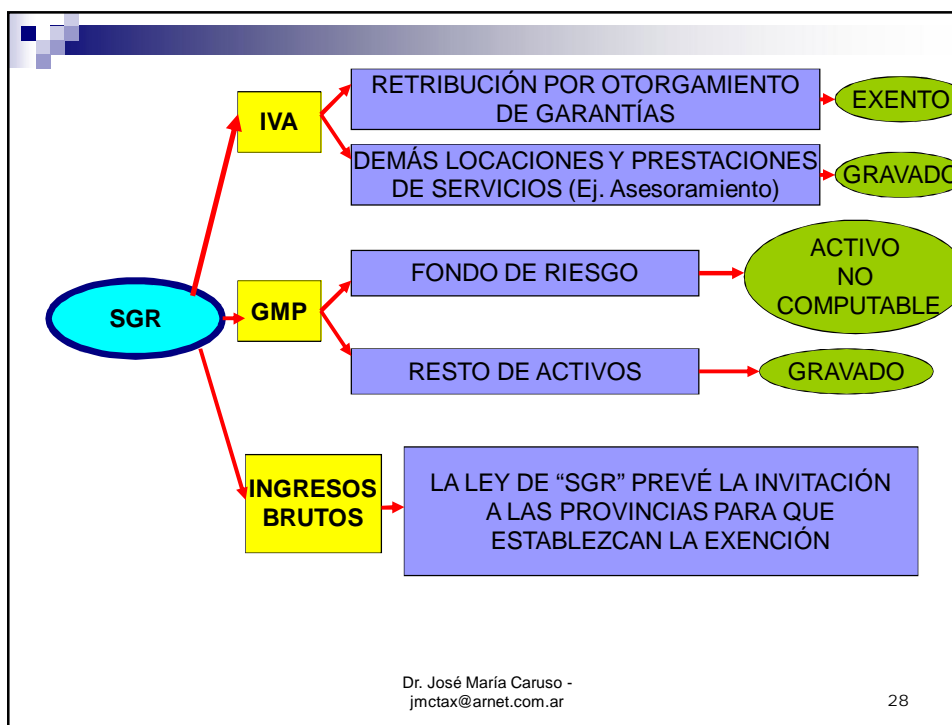 RETRIBUCIÓN POR OTORGAMIENTO
DE GARANTÍAS
EXENTO
IVA
DEMÁS LOCACIONES Y PRESTACIONES
DE SERVICIOS (Ej. Asesoramiento)
GRAVADO
SGR
GMP
FONDO DE RIESGO
ACTIVO
NO
COMPUTABLE
RESTO DE ACTIVOS
GRAVADO
INGRESOS
BRUTOS
LA LEY DE “SGR” PREVÉ LA INVITACIÓN
A LAS PROVINCIAS PARA QUE
ESTABLEZCAN LA EXENCIÓN
Dr. José María Caruso -
jmctax@arnet.com.ar
28